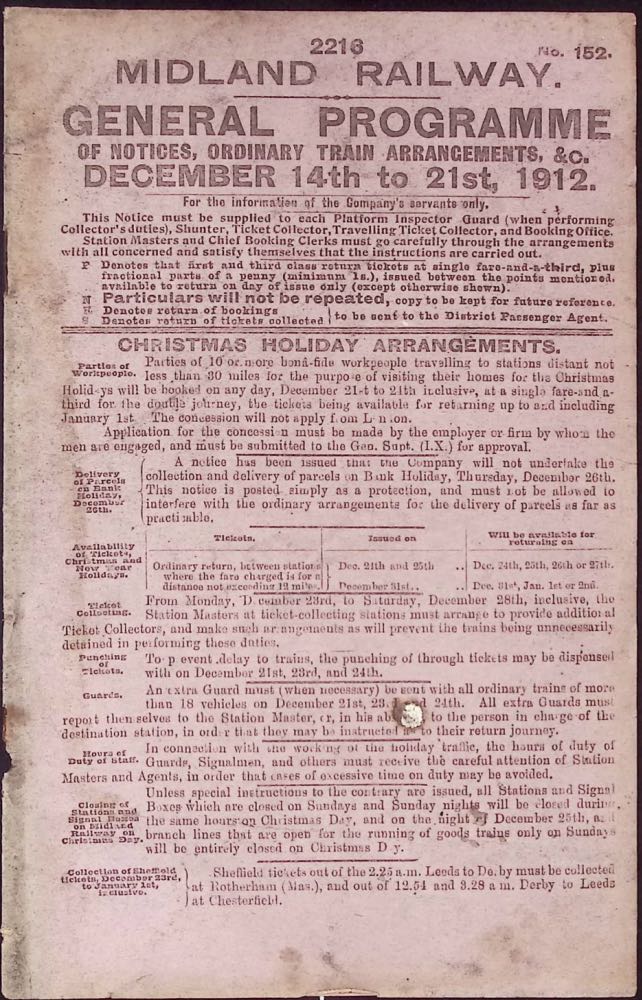 2216
No. 152.
MIDLAND RAILWAY.
GENERAL PROGRAMME
OF NOTICES, ORDINARY TRAIN ARRANGEMENTS, &C.
DECEMBER 14th to 21st, 1912.
For the information of the Company's servants only.
This Notice must be supplied to each Platform Inspector Guard (when performing
Collector's duties), Shunter, Ticket Collector, Travelling Ticket Collector, and Booking Office.
Station Masters and Chief Booking Clerks must go carefully through the arrangements
with all concerned and satisfy themselves that the instructions are carried out.
P Denotes that first and third class return tickets at single fare-and-a-third, plus
fractional parts of a penny (minimum 1s.), issued between the points mentioned,
available to return on day of issue only (except otherwise shewn).
N Particulars will not be repeated, copy to be kept for future reference.
R Denotes return of bookings
S Denotes return of tickets collected } to be sent to the District Passenger Agent.
CHRISTMAS HOLIDAY ARRANGEMENTS.
Parties of
Workpeople.
Parties of 10 or more bonâ-fide workpeople travelling to stations distant not
less than 30 miles for the purpose of visiting their homes for the Christmas
Holidays will be booked on any day, December 21st to 24th inclusive, at a single fare-and-a-
third for the double journey, the tickets being available for returning up to and including
January 1st. The concession will not apply from London.
Application for the concession must be made by the employer or firm by whom the
men are engaged, and must be submitted to the Gen. Supt. (I.X.) for approval.
Delivery
of Parcels
on Bank
Holiday,
December
26th.
A notice has been issued that the Company will not undertake the
collection and delivery of parcels on Bank Holiday, Thursday, December 26th.
This notice is posted simply as a protection, and must not be allowed to
interfere with the ordinary arrangements for the delivery of parcels as far as
practicable.
Availability
of Tickets,
Christmas and
New Year
Holidays.
Tickets. Issued on Will be available for
returning on
Ordinary return, between stations
where the fare charged is for a
distance not exceeding 12 miles.
Dec. 24th and 25th .. Dec. 24th, 25th, 26th or 27th.
December 31st.. .. Dec. 31st, Jan. 1st or 2nd.
Ticket
Collecting.
From Monday, December 23rd, to Saturday, December 28th, inclusive, the
Station Masters at ticket-collecting stations must arrange to provide additional
Ticket Collectors, and make such arrangements as will prevent the trains being unnecessarily
detained in performing these duties.
Punching
of
Tickets.
To prevent delay to trains, the punching of through tickets may be dispensed
with on December 21st, 23rd, and 24th.
Guards.
An extra Guard must (when necessary) be sent with all ordinary trains of more
than 18 vehicles on December 21st, 23rd and 24th. All extra Guards must
report themselves to the Station Master, or, in his to the person in charge of the
destination station, in order that they may be instructed to their return journey.
Hours of
Duty of Staff.
In connection with the working of the holiday traffic, the hours of duty of
Guards, Signalmen, and others must receive the careful attention of Station
Masters and Agents, in order that cases of excessive time on duty may be avoided.
Closing of
Stations and
Signal Boxes
on Midland
Railway on
Christmas Day.
Unless special instructions to the contrary are issued, all Stations and Signal
Boxes which are closed on Sundays and Sunday nights will be closed during
the same hours on Christmas Day, and on the night of December 25th, and
branch lines that are open for the running of goods trains only on Sundays
will be entirely closed on Christmas Day.
Collection of Sheffield
tickets, December 23rd,
to January 1st,
inclusive.
Sheffield tickets out of the 2.25 a.m. Leeds to Derby must be collected
at Rotherham (Mas.), and out of 12.54 and 3.28 a.m. Derby to Leeds
at Chesterfield.